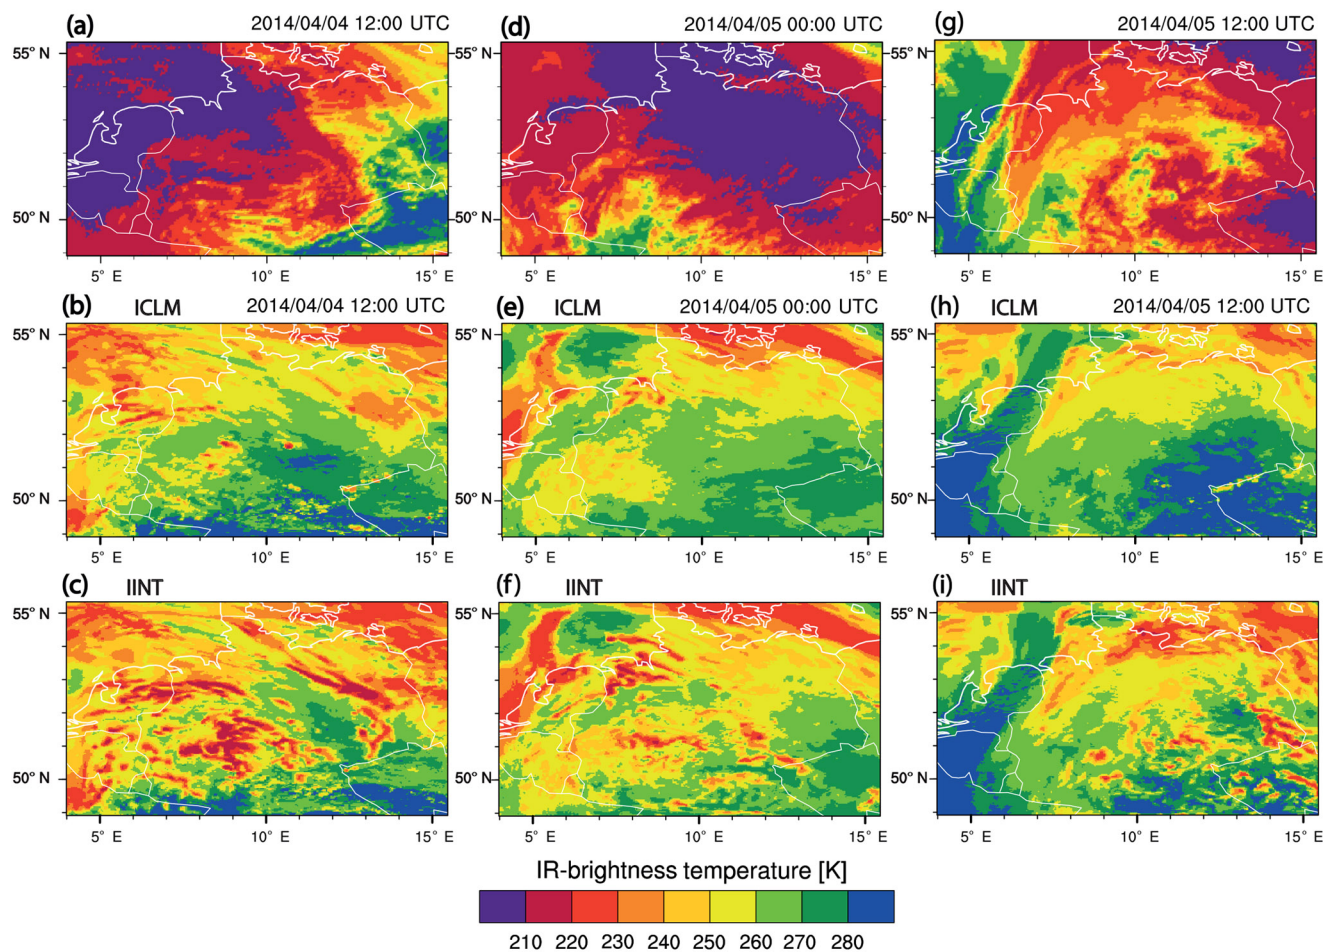 (a) 2014/04/04 12:00 UTC
55° N
50° N
5° E 10° E 15° E
(d) 2014/04/05 00:00 UTC
55° N
50° N
5° E 10° E 15° E
(g) 2014/04/05 12:00 UTC
55° N
50° N
5° E 10° E 15° E
(b) ICLM 2014/04/04 12:00 UTC
55° N
50° N
5° E 10° E 15° E
(e) ICLM 2014/04/05 00:00 UTC
55° N
50° N
5° E 10° E 15° E
(h) ICLM 2014/04/05 12:00 UTC
55° N
50° N
5° E 10° E 15° E
(c) IINT
55° N
50° N
5° E 10° E 15° E
(f) IINT
55° N
50° N
5° E 10° E 15° E
(i) IINT
55° N
50° N
5° E 10° E 15° E
IR-brightness temperature [K]
210 220 230 240 250 260 270 280